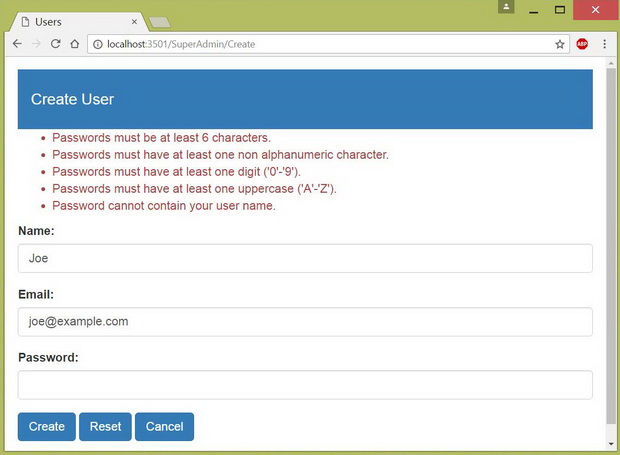 Users
localhost:3501/SuperAdmin/Create
ABP
Create User
Passwords must be at least 6 characters.
Passwords must have at least one non alphanumeric character.
Passwords must have at least one digit ('0'-'9').
Passwords must have at least one uppercase ('A'-'Z').
Password cannot contain your user name.
Name:
Joe
Email:
joe@example.com
Password:
Create Reset Cancel